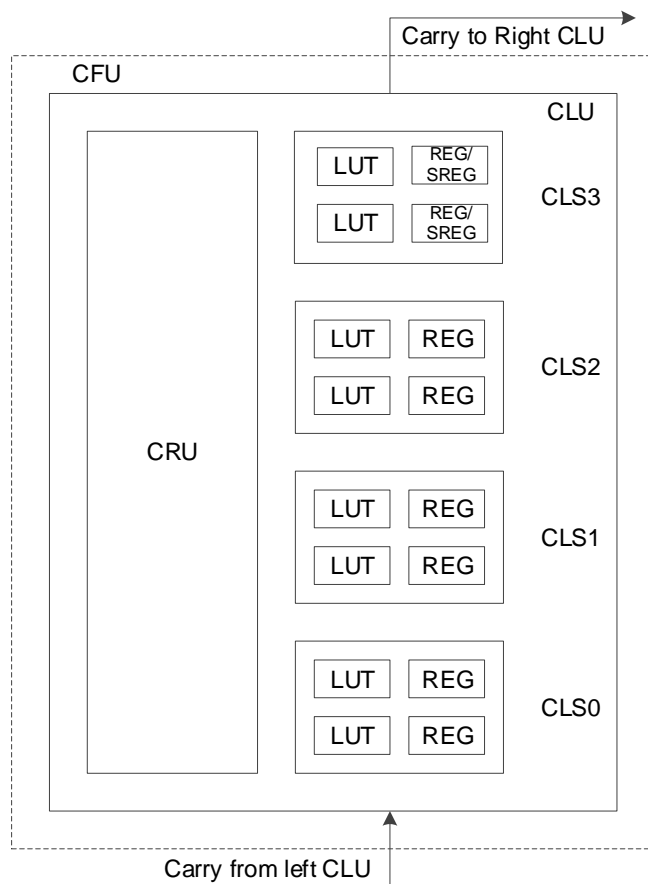 Carry to Right CLU
CFU
CLU
LUT
REG/
SREG
LUT
REG/
SREG
CLS3
LUT
REG
LUT
REG
CLS2
CRU
LUT
REG
LUT
REG
CLS1
LUT
REG
LUT
REG
CLS0
Carry from left CLU